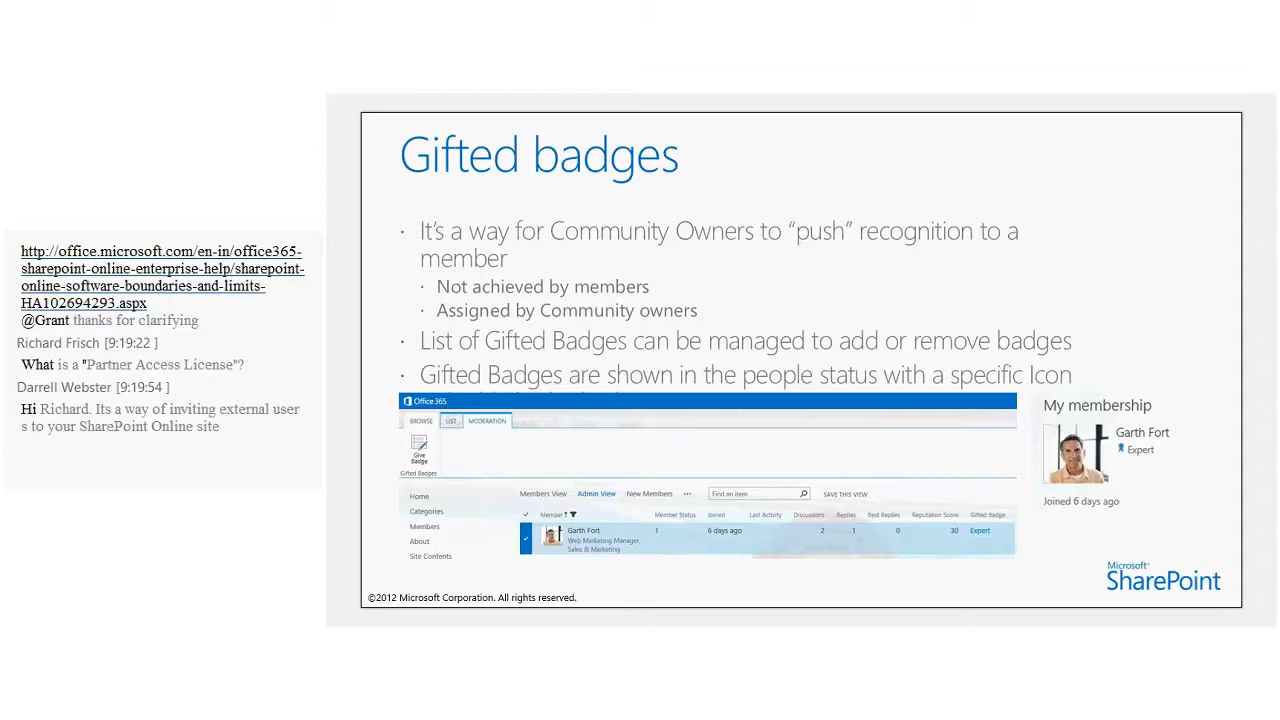 http://office.microsoft.com/en-in/office365-
sharepoint-online-enterprise-help/sharepoint-
online-software-boundaries-and-limits-
HA102694293.aspx
@Grant thanks for clarifying
Richard Frisch [9:19:22 ]
What is a "Partner Access License"?
Darrell Webster [9:19:54 ]
Hi Richard. Its a way of inviting external user
s to your SharePoint Online site
Gifted badges
· It's a way for Community Owners to “push” recognition to a
member
· Not achieved by members
· Assigned by Community owners
· List of Gifted Badges can be managed to add or remove badges
· Gifted Badges are shown in the people status with a specific Icon
Office 365
BROWSE LIST MODERATION
Give
Badge
Gifted Badges
Home
Categories
Members
About
Site Contents
Members View Admin View New Members ··· Find an item SAVE THIS VIEW
Member Member Status Joined Last Activity Discussions Replies Best Replies Reputation Score Gifted Badge
Garth Fort 1 6 days ago 2 1 0 30 Expert
Web Marketing Manager,
Sales & Marketing
My membership
Garth Fort
Expert
Joined 6 days ago
Microsoft®
SharePoint
©2012 Microsoft Corporation. All rights reserved.